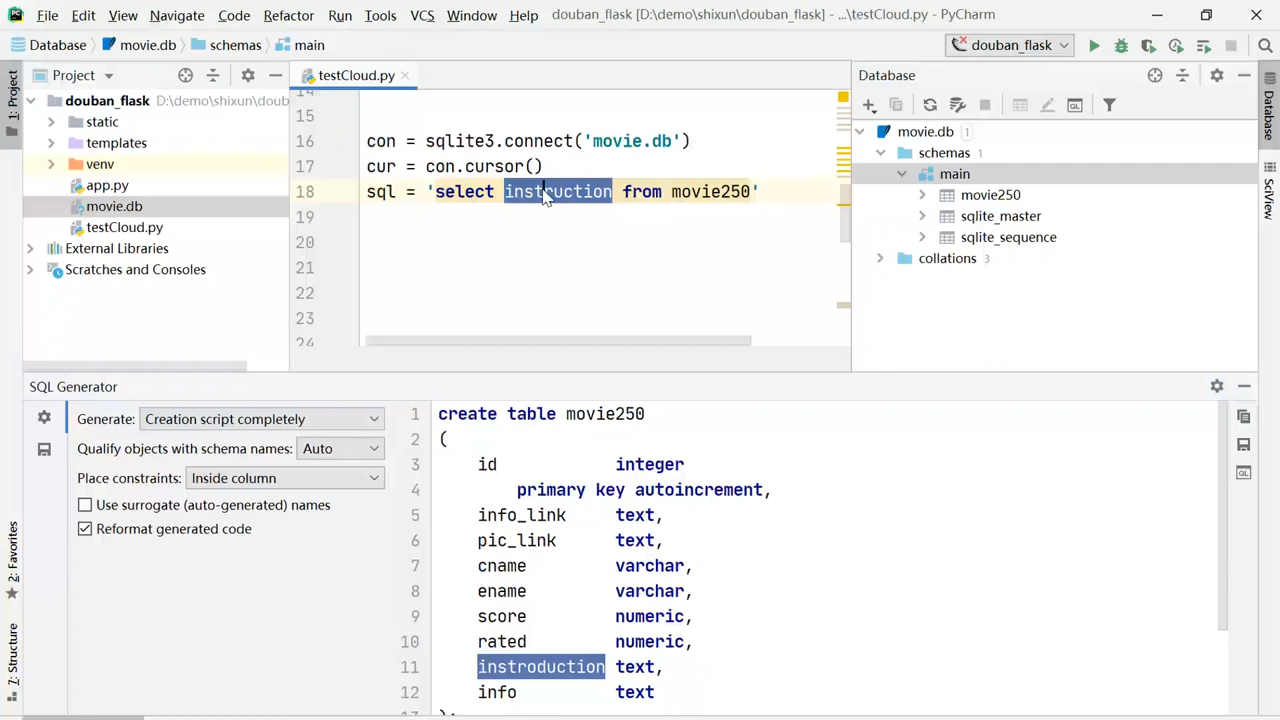 File Edit View Navigate Code Refactor Run Tools VCS Window Help douban_flask [D:\demo\shixun\douban_flask] - ...\testCloud.py - PyCharm
Database movie.db schemas main douban_flask
1: Project
Project
douban_flask D:\demo\shixun\doub
static
templates
venv
app.py
movie.db
testCloud.py
External Libraries
Scratches and Consoles
testCloud.py
14
15
16 con = sqlite3.connect('movie.db')
17 cur = con.cursor()
18 sql = 'select instruction from movie250'
19
20
21
22
23
24
Database
movie.db 1
schemas 1
main
movie250
sqlite_master
sqlite_sequence
collations 3
Database
SciView
SQL Generator
Generate: Creation script completely
Qualify objects with schema names: Auto
Place constraints: Inside column
Use surrogate (auto-generated) names
Reformat generated code
1 create table movie250
2 (
3 id integer
4 primary key autoincrement,
5 info_link text,
6 pic_link text,
7 cname varchar,
8 ename varchar,
9 score numeric,
10 rated numeric,
11 instroduction text,
12 info text
13 );
2: Favorites
7: Structure